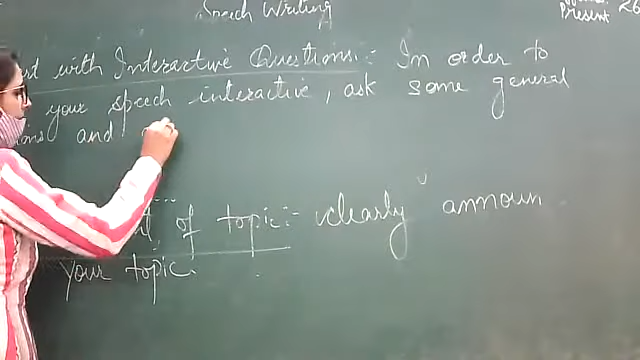 Speech Writing
Present 26
with Interactive Questions :- In order to
your speech interactive, ask some general
and
of topic :- clearly announ
your topic.